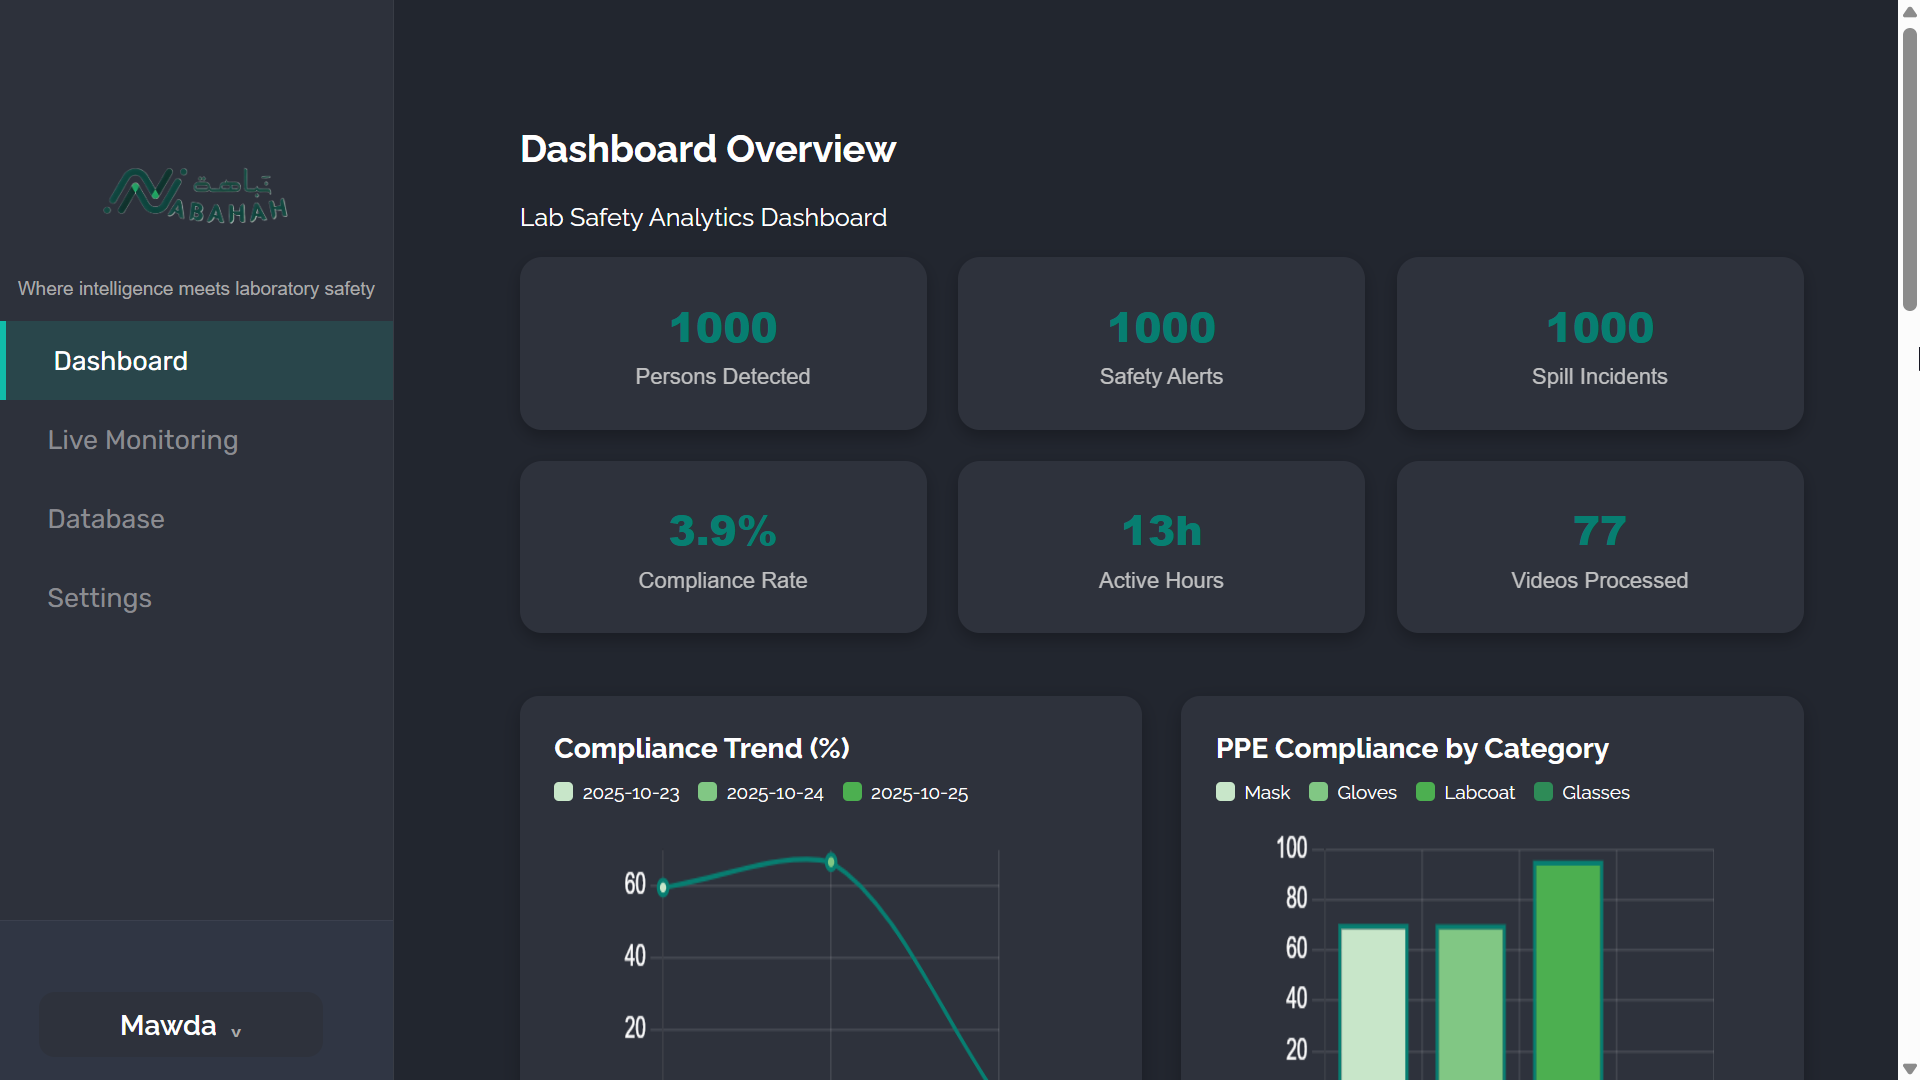 نباهة
NABAHAH
Where intelligence meets laboratory safety
Dashboard
Live Monitoring
Database
Settings
Mawda v
Dashboard Overview
Lab Safety Analytics Dashboard
1000
Persons Detected
1000
Safety Alerts
1000
Spill Incidents
3.9%
Compliance Rate
13h
Active Hours
77
Videos Processed
Compliance Trend (%)
2025-10-23 2025-10-24 2025-10-25
60
40
20
PPE Compliance by Category
Mask Gloves Labcoat Glasses
100
80
60
40
20